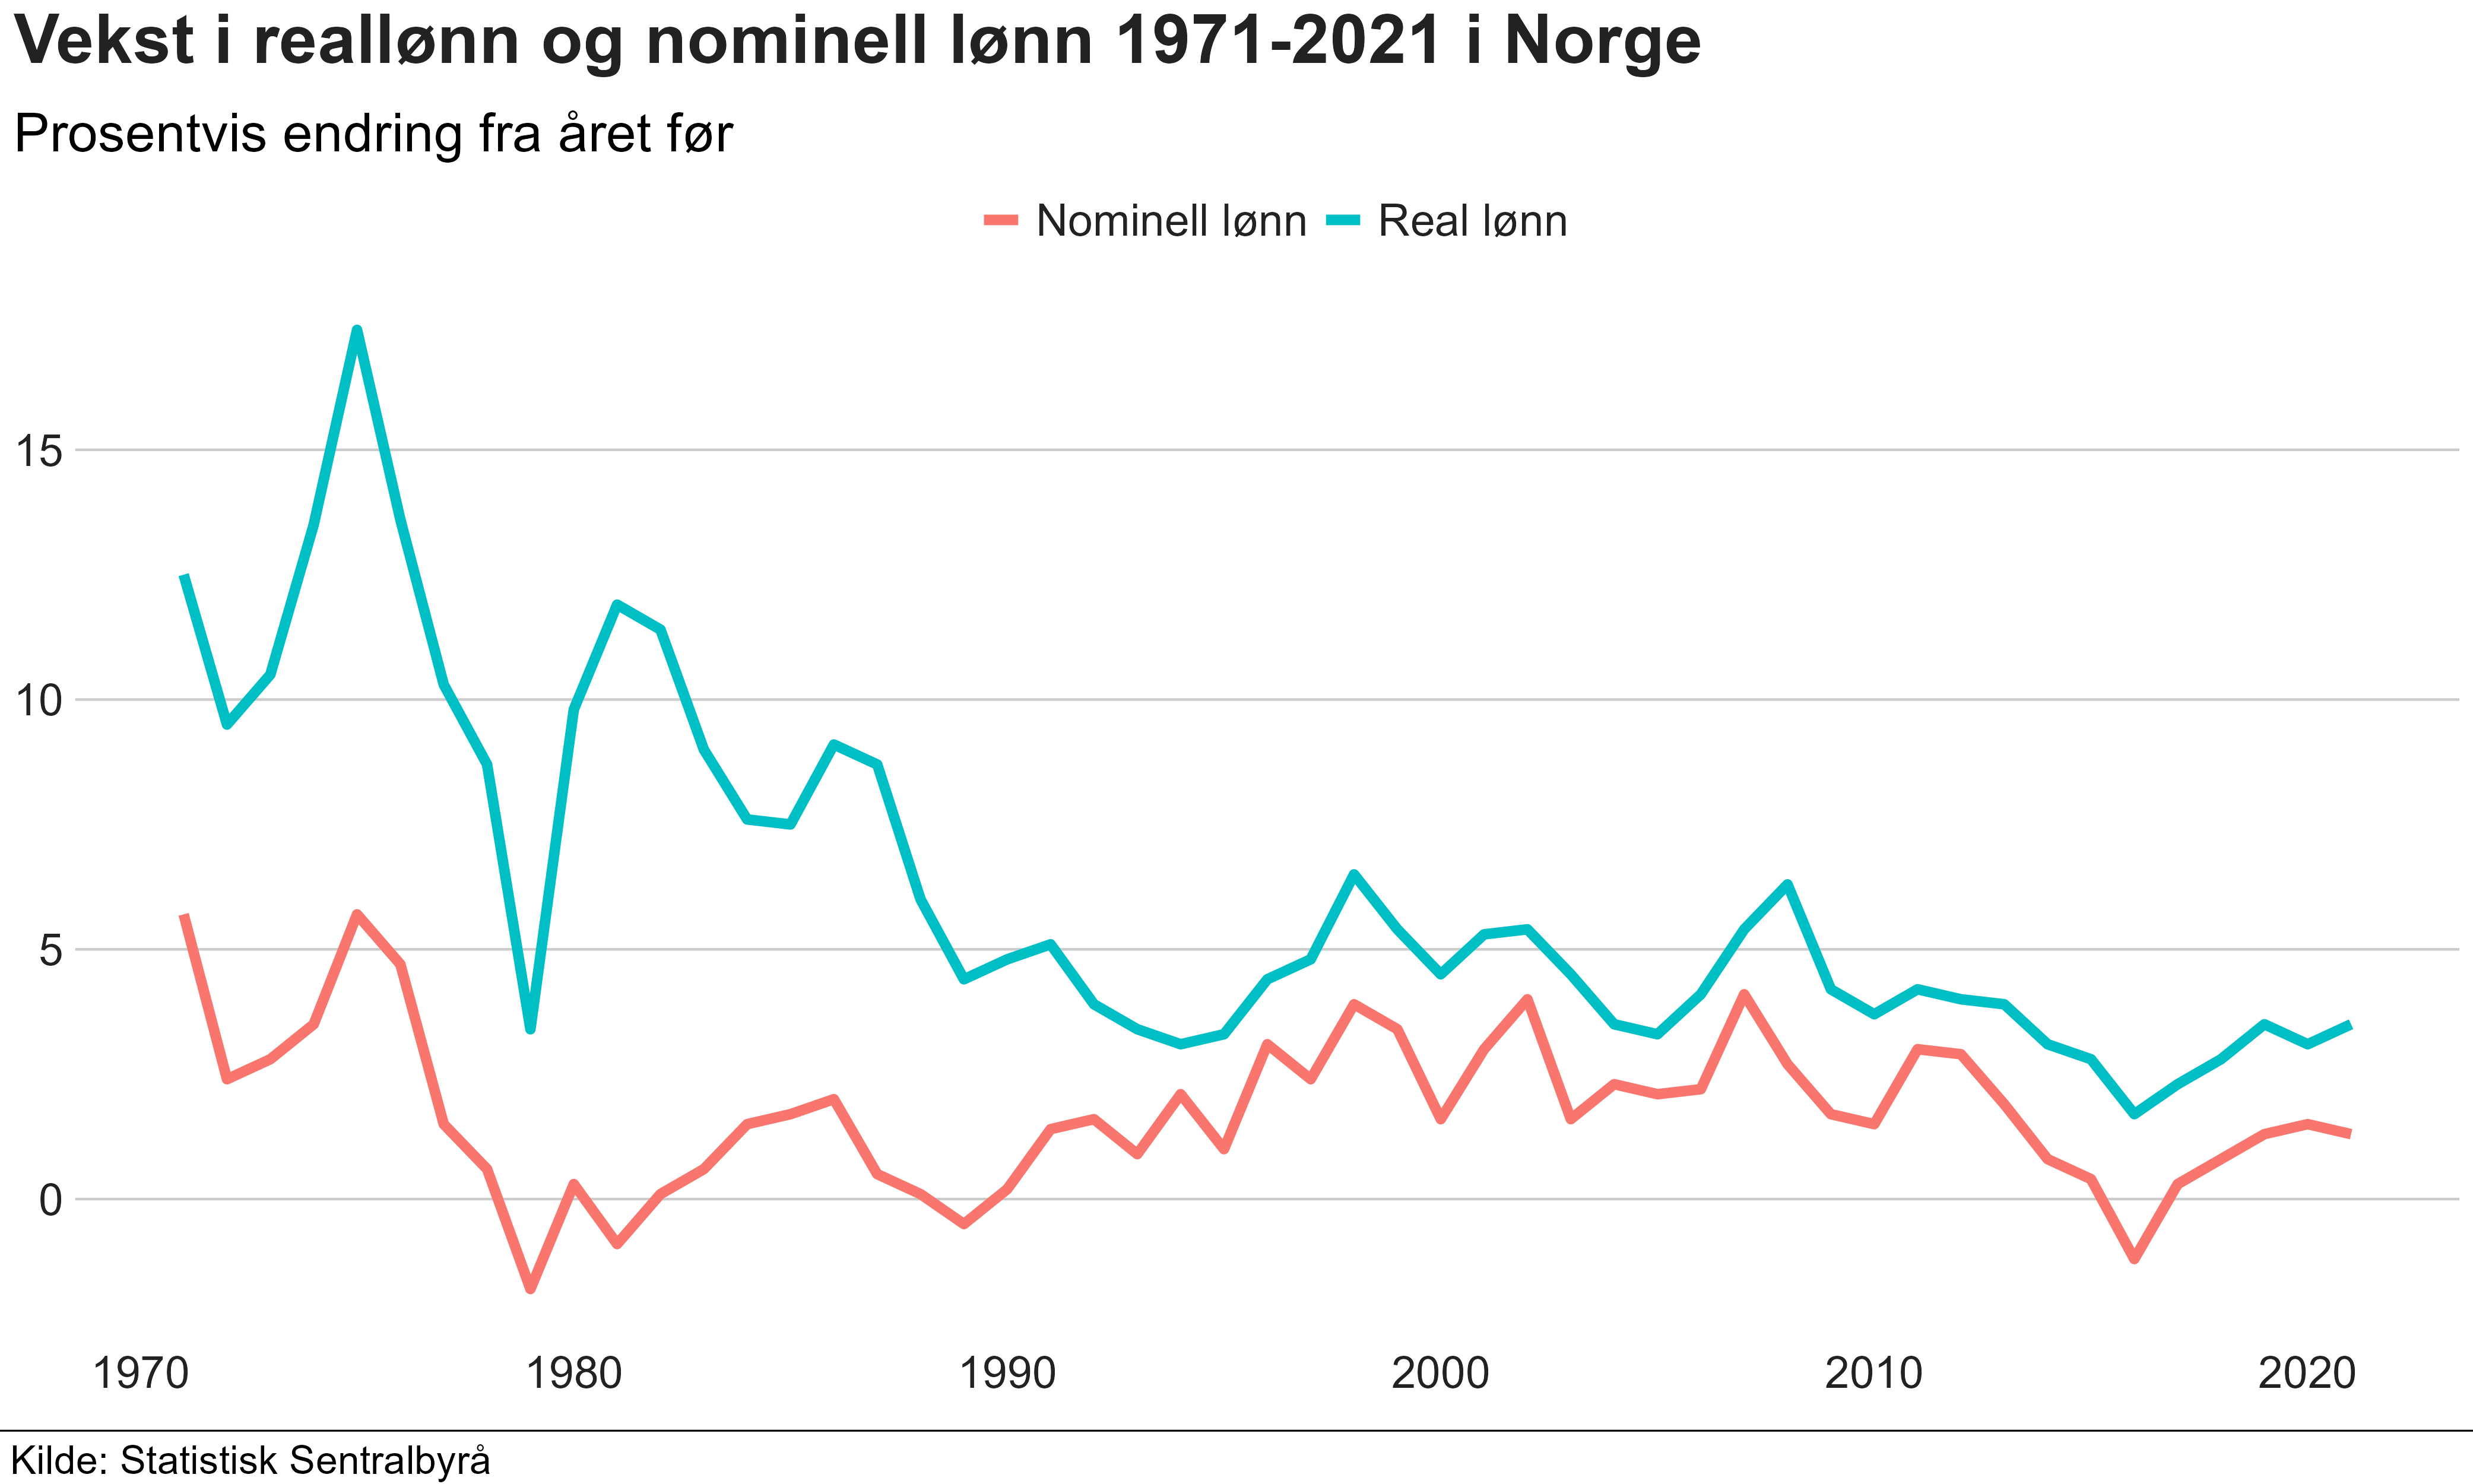 Vekst i reallønn og nominell lønn 1971-2021 i Norge
Prosentvis endring fra året før
Nominell lønn Real lønn
15
10
5
0
1970 1980 1990 2000 2010 2020
Kilde: Statistisk Sentralbyrå